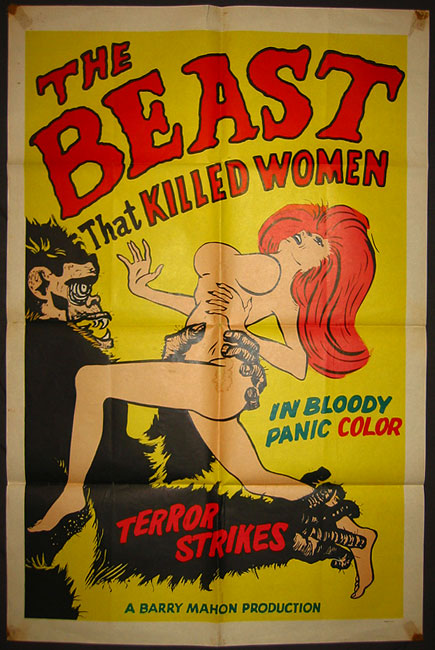 THE
BEAST
That KILLED WOMEN
IN BLOODY
PANIC COLOR
TERROR
STRIKES
A BARRY MAHON PRODUCTION